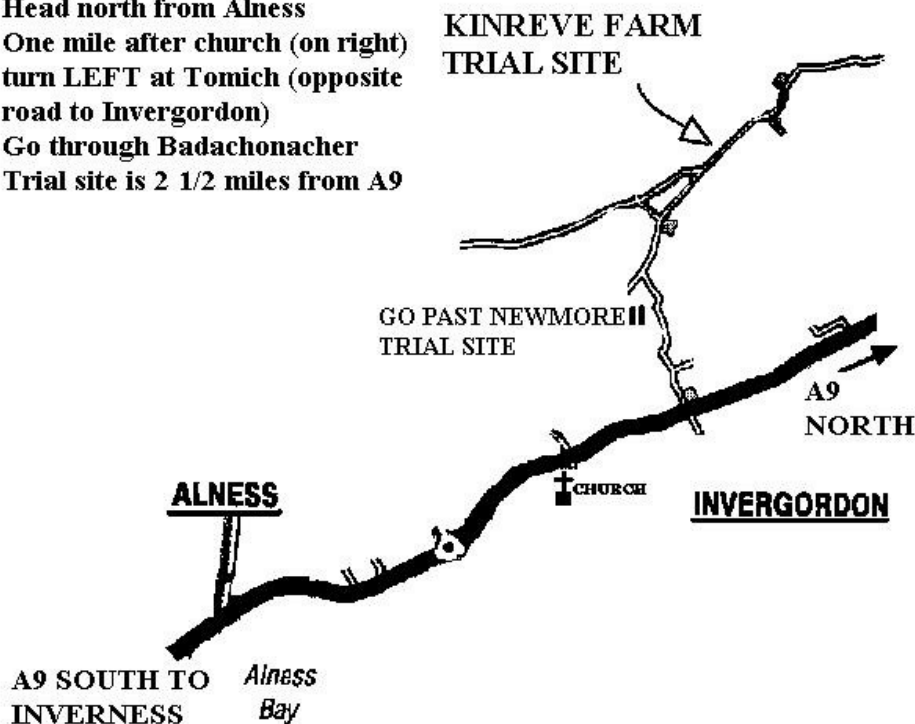 Head north from Alness
One mile after church (on right)
turn LEFT at Tomich (opposite
road to Invergordon)
Go through Badachonacher
Trial site is 2 1/2 miles from A9
KINREVE FARM
TRIAL SITE
GO PAST NEWMORE
TRIAL SITE
A9
NORTH
CHURCH
ALNESS
INVERGORDON
A9 SOUTH TO
INVERNESS
Alness
Bay